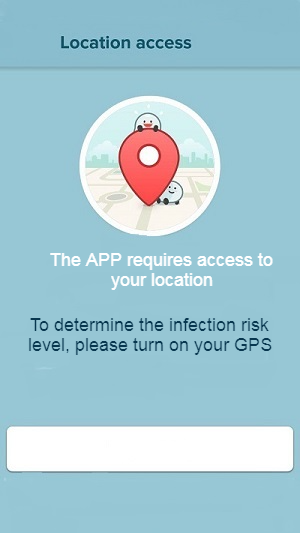 Location access
The APP requires access to
your location
To determine the infection risk
level, please turn on your GPS